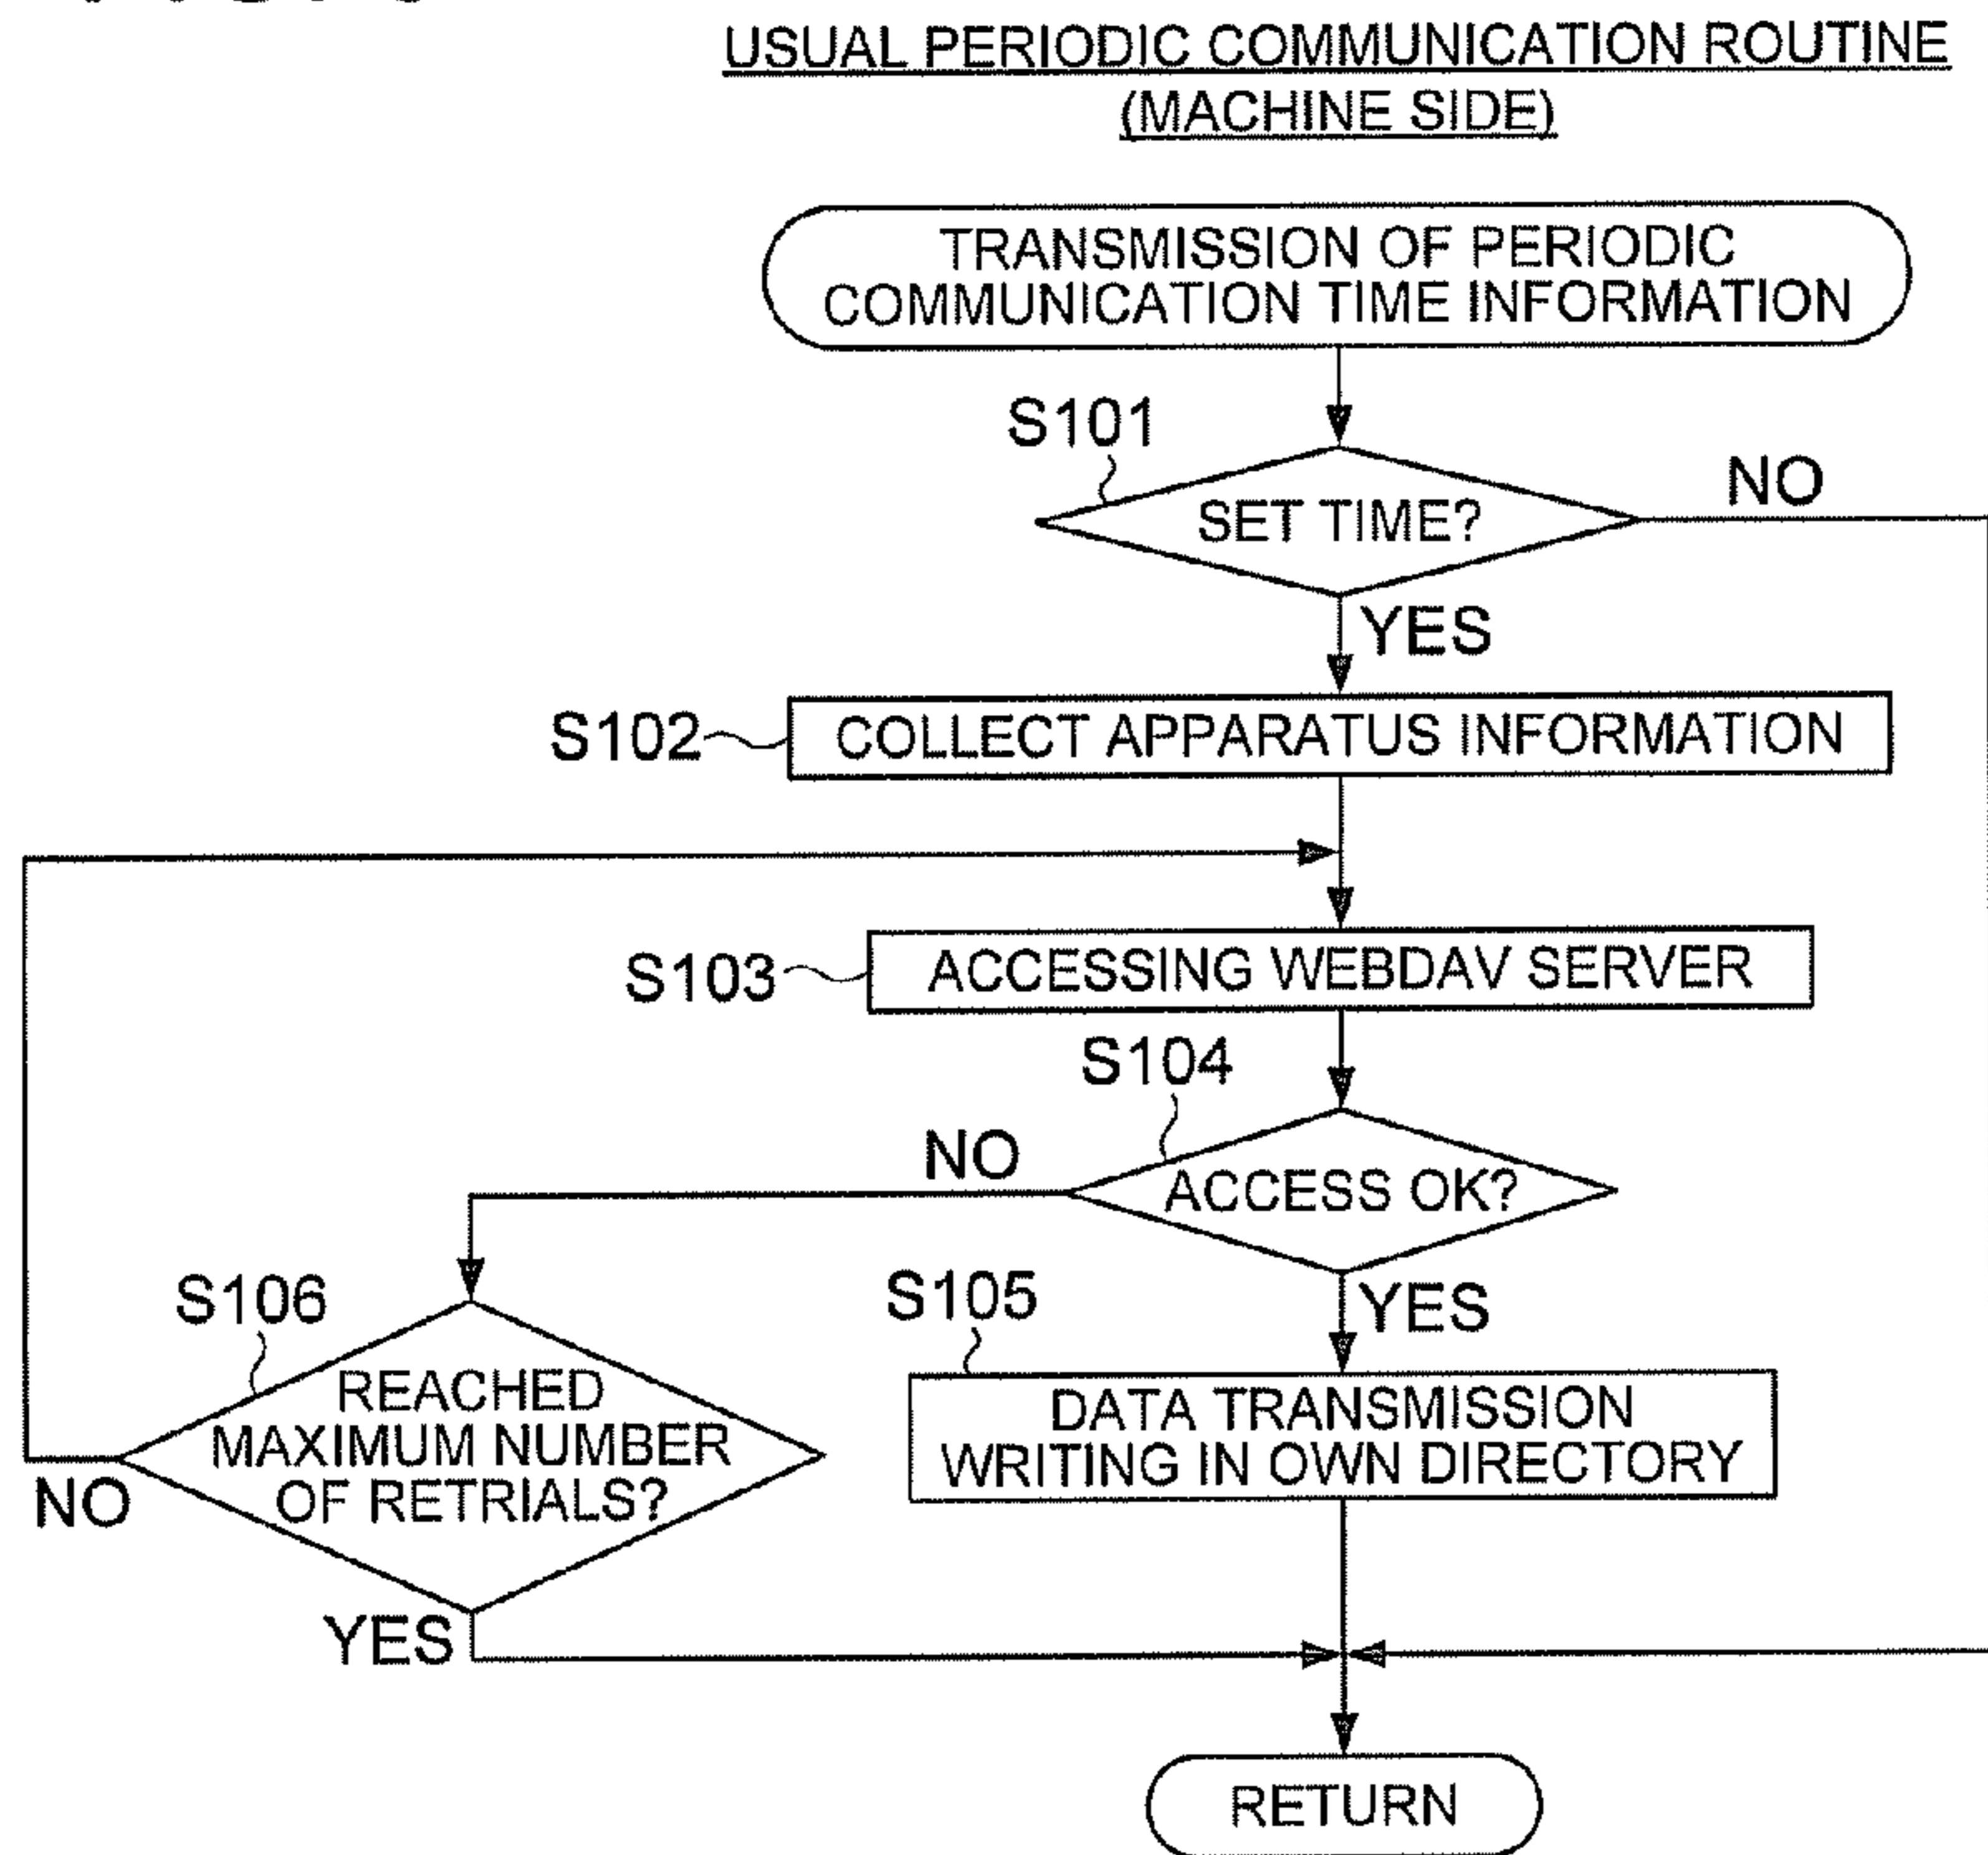 USUAL PERIODIC COMMUNICATION ROUTINE
(MACHINE SIDE)
TRANSMISSION OF PERIODIC
COMMUNICATION TIME INFORMATION
S101
SET TIME?
NO
YES
S102
COLLECT APPARATUS INFORMATION
S103
ACCESSING WEBDAV SERVER
S104
ACCESS OK?
NO
YES
S106
REACHED
MAXIMUM NUMBER
OF RETRIALS?
NO
YES
S105
DATA TRANSMISSION
WRITING IN OWN DIRECTORY
RETURN